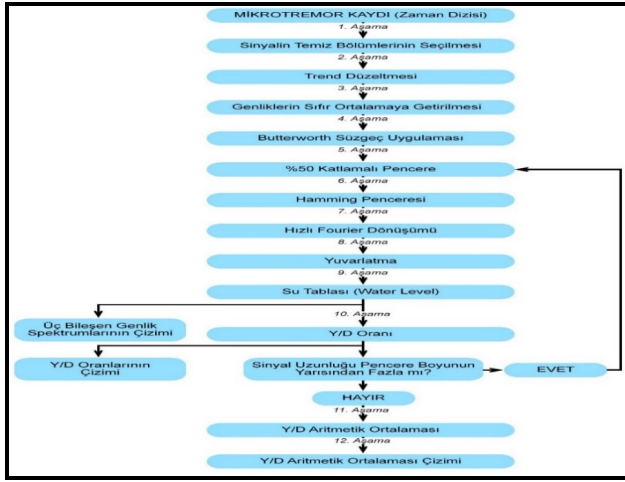 MİKROTREMOR KAYDI (Zaman Dizisi)
1. Aşama
Sinyalin Temiz Bölümlerinin Seçilmesi
2. Aşama
Trend Düzeltmesi
3. Aşama
Genliklerin Sıfır Ortalamaya Getirilmesi
4. Aşama
Butterworth Süzgeç Uygulaması
5. Aşama
%50 Katlamalı Pencere
6. Aşama
Hamming Penceresi
7. Aşama
Hızlı Fourier Dönüşümü
8. Aşama
Yuvarlatma
9. Aşama
Su Tablası (Water Level)
10. Aşama
Üç Bileşen Genlik
Spektrumlarının Çizimi
Y/D Oranı
Y/D Oranlarının
Çizimi
Sinyal Uzunluğu Pencere Boyunun
Yarısından Fazla mı?
EVET
HAYIR
11. Aşama
Y/D Aritmetik Ortalaması
12. Aşama
Y/D Aritmetik Ortalaması Çizimi